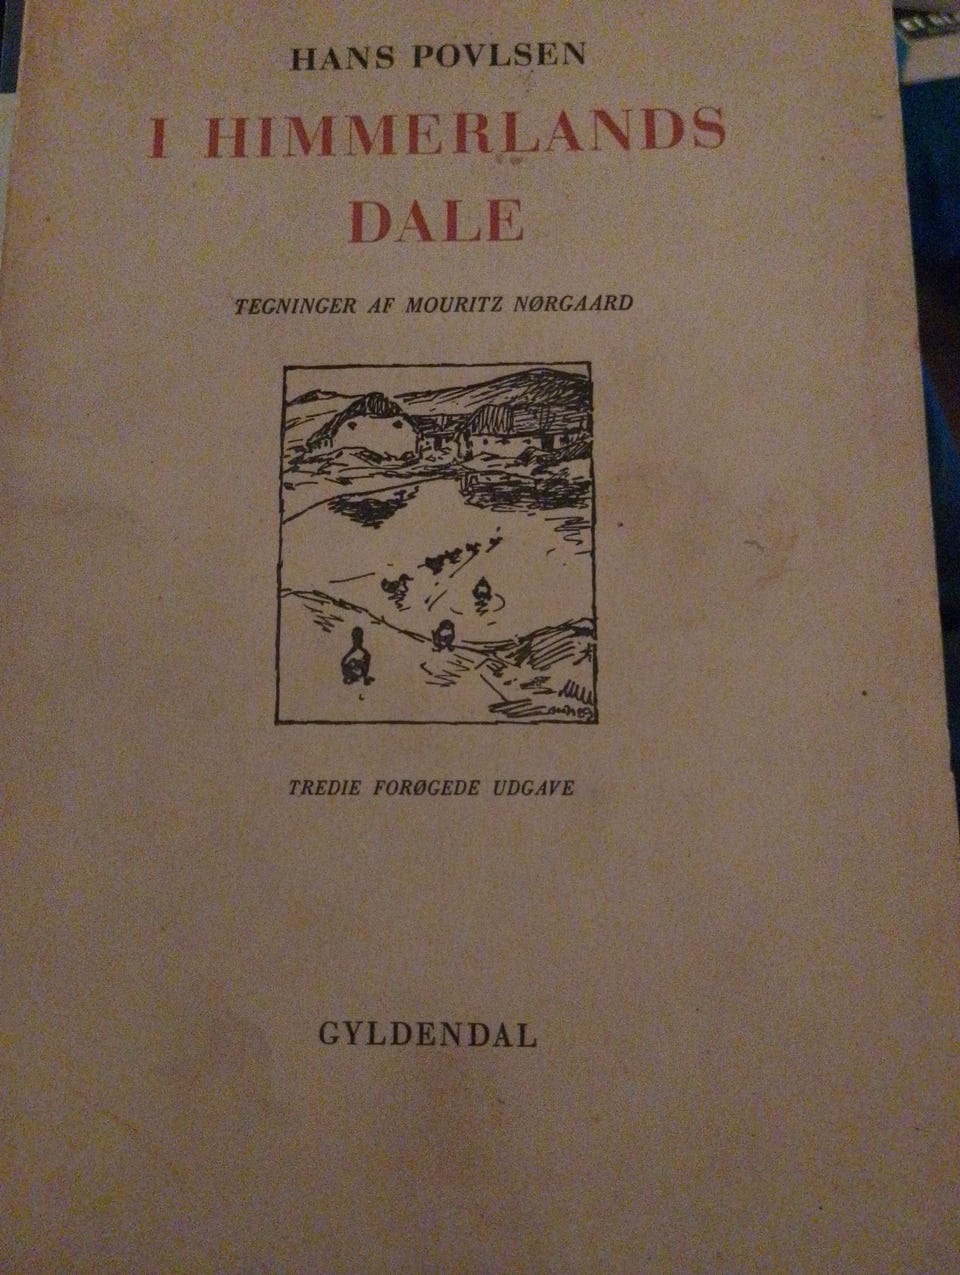 HANS POVLSEN
I HIMMERLANDS
DALE
TEGNINGER AF MOURITZ NØRGAARD
TREDIE FORØGEDE UDGAVE
GYLDENDAL